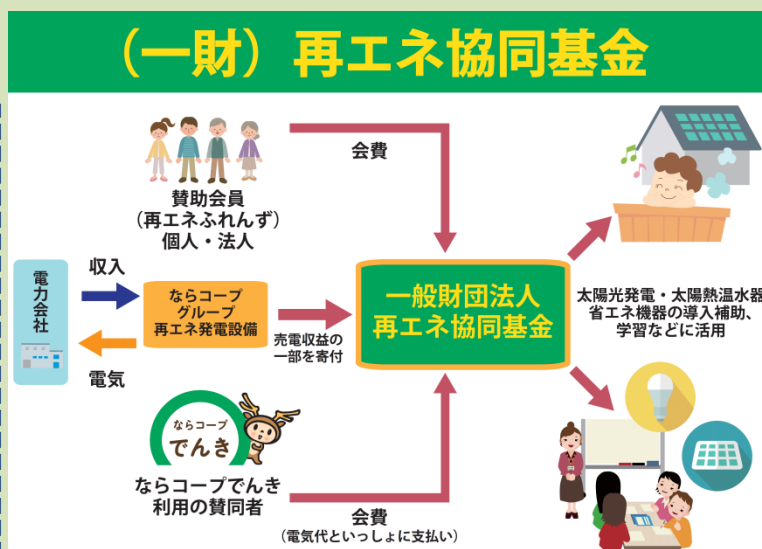 （一財）再エネ協同基金
会費
賛助会員
（再エネふれんず）
個人・法人
電力会社
収入
電気
ならコープ
グループ
再エネ発電設備
売電収益の
一部を寄付
一般財団法人
再エネ協同基金
太陽光発電・太陽熱温水器
省エネ機器の導入補助、
学習などに活用
ならコープ
でんき
ならコープでんき
利用の賛同者
会費
（電気代といっしょに支払い）